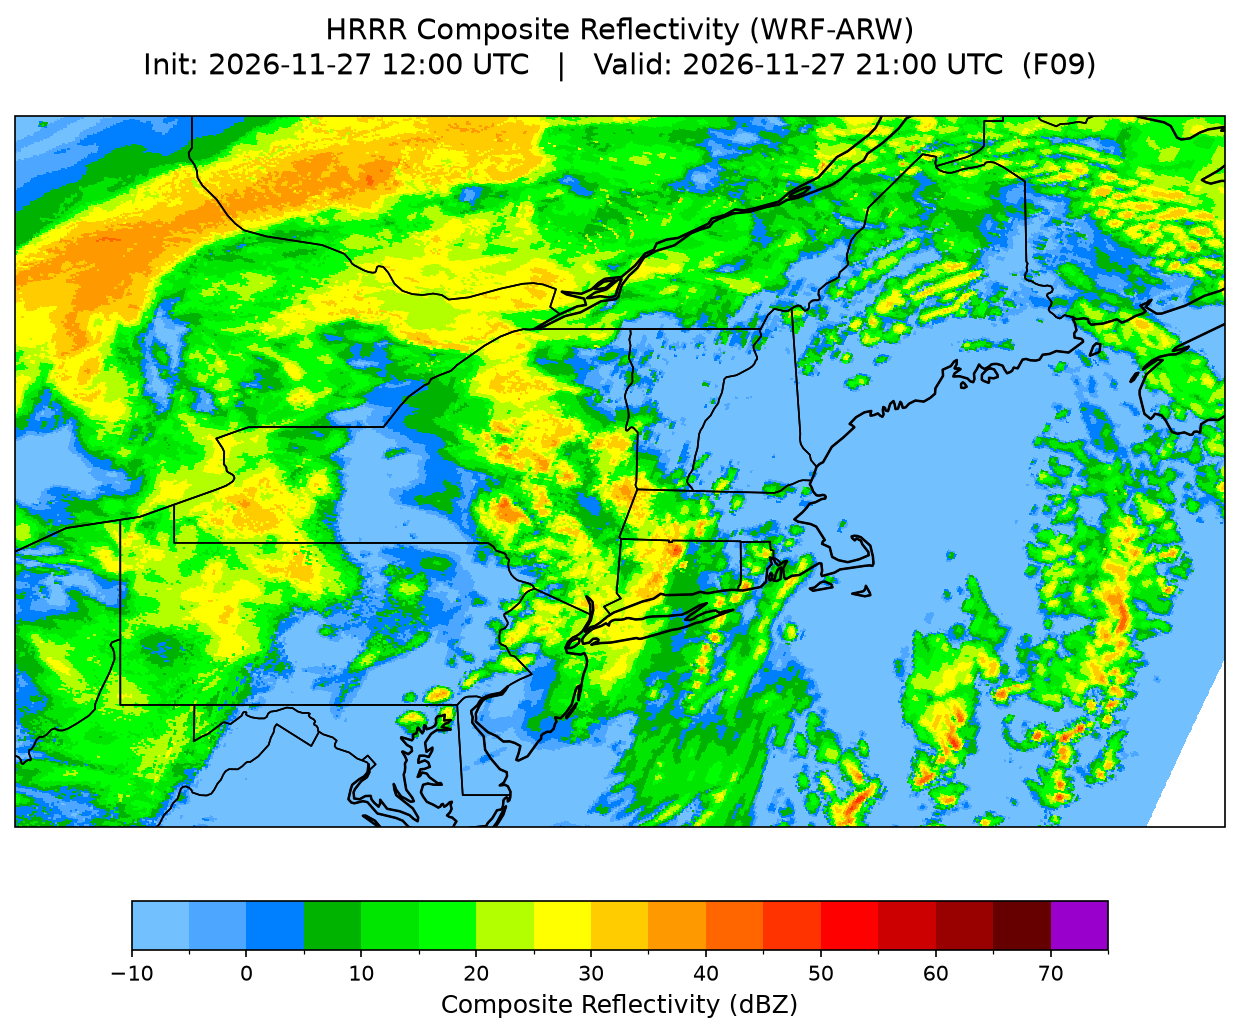 HRRR Composite Reflectivity (WRF-ARW)
Init: 2026-11-27 12:00 UTC   |   Valid: 2026-11-27 21:00 UTC  (F09)
−10 0 10 20 30 40 50 60 70
Composite Reflectivity (dBZ)